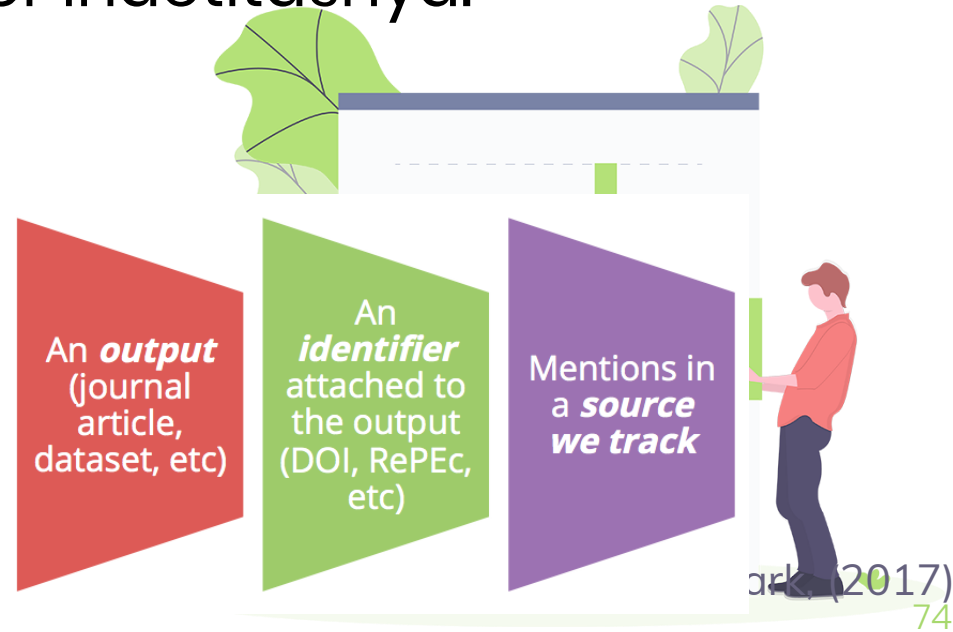 An output
(journal
article,
dataset, etc)
An
identifier
attached to
the output
(DOI, RePEc,
etc)
Mentions in
a source
we track
(2017)
74